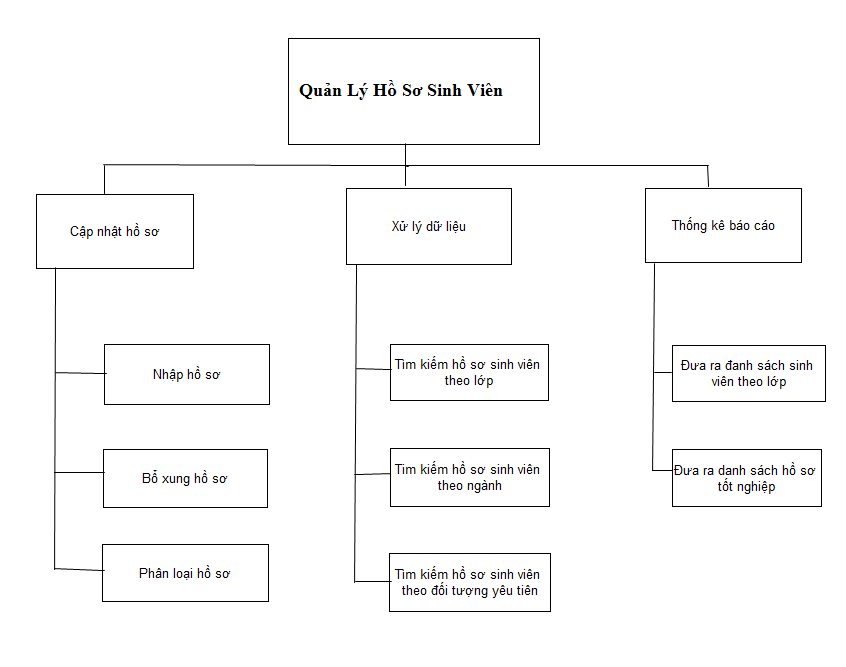 Quản Lý Hồ Sơ Sinh Viên
Cập nhật hồ sơ
Xử lý dữ liệu
Thống kê báo cáo
Nhập hồ sơ
Bổ xung hồ sơ
Phân loại hồ sơ
Tìm kiếm hồ sơ sinh viên
theo lớp
Tìm kiếm hồ sơ sinh viên
theo ngành
Tìm kiếm hồ sơ sinh viên
theo đối tượng yêu tiên
Đưa ra đanh sách sinh
viên theo lớp
Đưa ra danh sách hồ sơ
tốt nghiệp